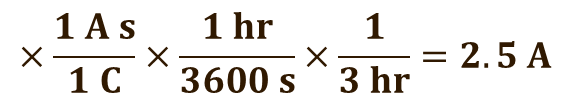 × 1 A s / 1 C × 1 hr / 3600 s × 1 / 3 hr = 2.5 A